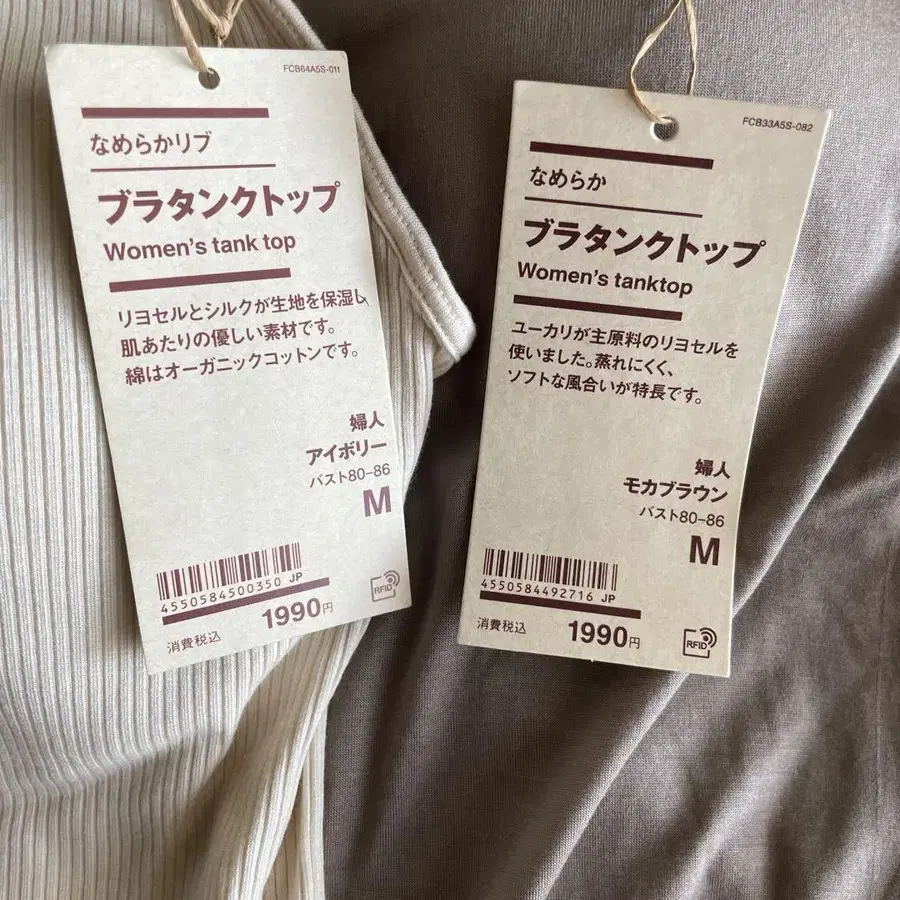 FCB64A5S-011
なめらかリブ
ブラタンクトップ
Women's tank top
リヨセルとシルクが生地を保湿し
肌あたりの優しい素材です。
綿はオーガニックコットンです。
婦人
アイボリー
バスト80-86
M
4550584500350 JP
消費税込 1990円
RFID
FCB33A5S-082
なめらか
ブラタンクトップ
Women's tanktop
ユーカリが主原料のリヨセルを
使いました。蒸れにくく、
ソフトな風合いが特長です。
婦人
モカブラウン
バスト80-86
M
4550584492716 JP
消費税込 1990円
RFID